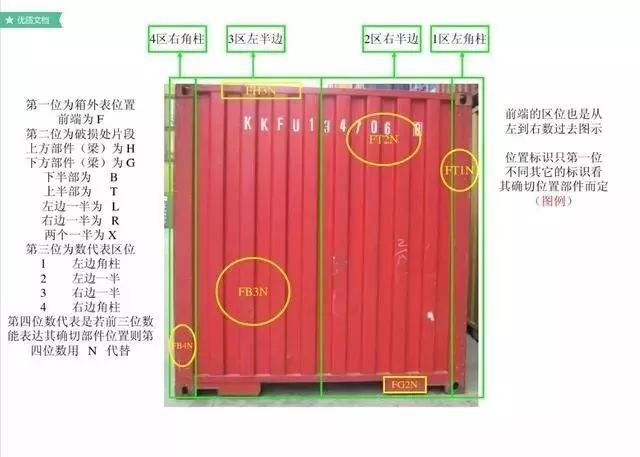 优质文档
4区右角柱
3区左半边
2区右半边
1区左角柱
第一位为箱外表位置
前端为 F
第二位为破损处片段
上方部件（梁）为 H
下方部件（梁）为 G
下半部为 B
上半部为 T
左边一半为 L
右边一半为 R
两个一半为 X
第三位为数代表区位
1 左边角柱
2 左边一半
3 右边一半
4 右边角柱
第四位数代表是若前三位数
能表达其确切部件位置则第
四位数用 N 代替
FH3N
KKFU 134706
FT2N
FT1N
FB3N
FB4N
FG2N
前端的区位也是从
左到右数过去图示
位置标识只第一位
不同其它的标识看
其确切位置部件而定
（图例）